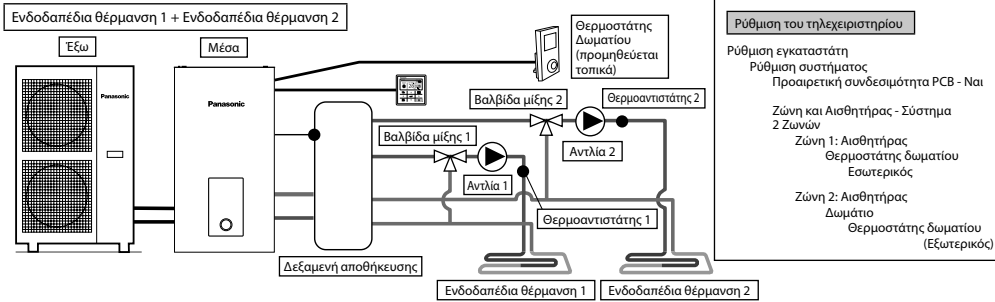 Ενδοδαπέδια θέρμανση 1 + Ενδοδαπέδια θέρμανση 2
Έξω
Μέσα
Panasonic
Panasonic
Θερμοστάτης
Δωματίου
(προμηθεύεται
τοπικά)
Βαλβίδα μίξης 2
Θερμοαντιστάτης 2
Βαλβίδα μίξης 1
Αντλία 2
Αντλία 1
Θερμοαντιστάτης 1
Δεξαμενή αποθήκευσης
Ενδοδαπέδια θέρμανση 1
Ενδοδαπέδια θέρμανση 2
Ρύθμιση του τηλεχειριστηρίου
Ρύθμιση εγκαταστάτη
Ρύθμιση συστήματος
Προαιρετική συνδεσιμότητα PCB - Ναι
Ζώνη και Αισθητήρας - Σύστημα
2 Ζωνών
Ζώνη 1: Αισθητήρας
Θερμοστάτης δωματίου
Εσωτερικός
Ζώνη 2: Αισθητήρας
Δωμάτιο
Θερμοστάτης δωματίου
(Εξωτερικός)